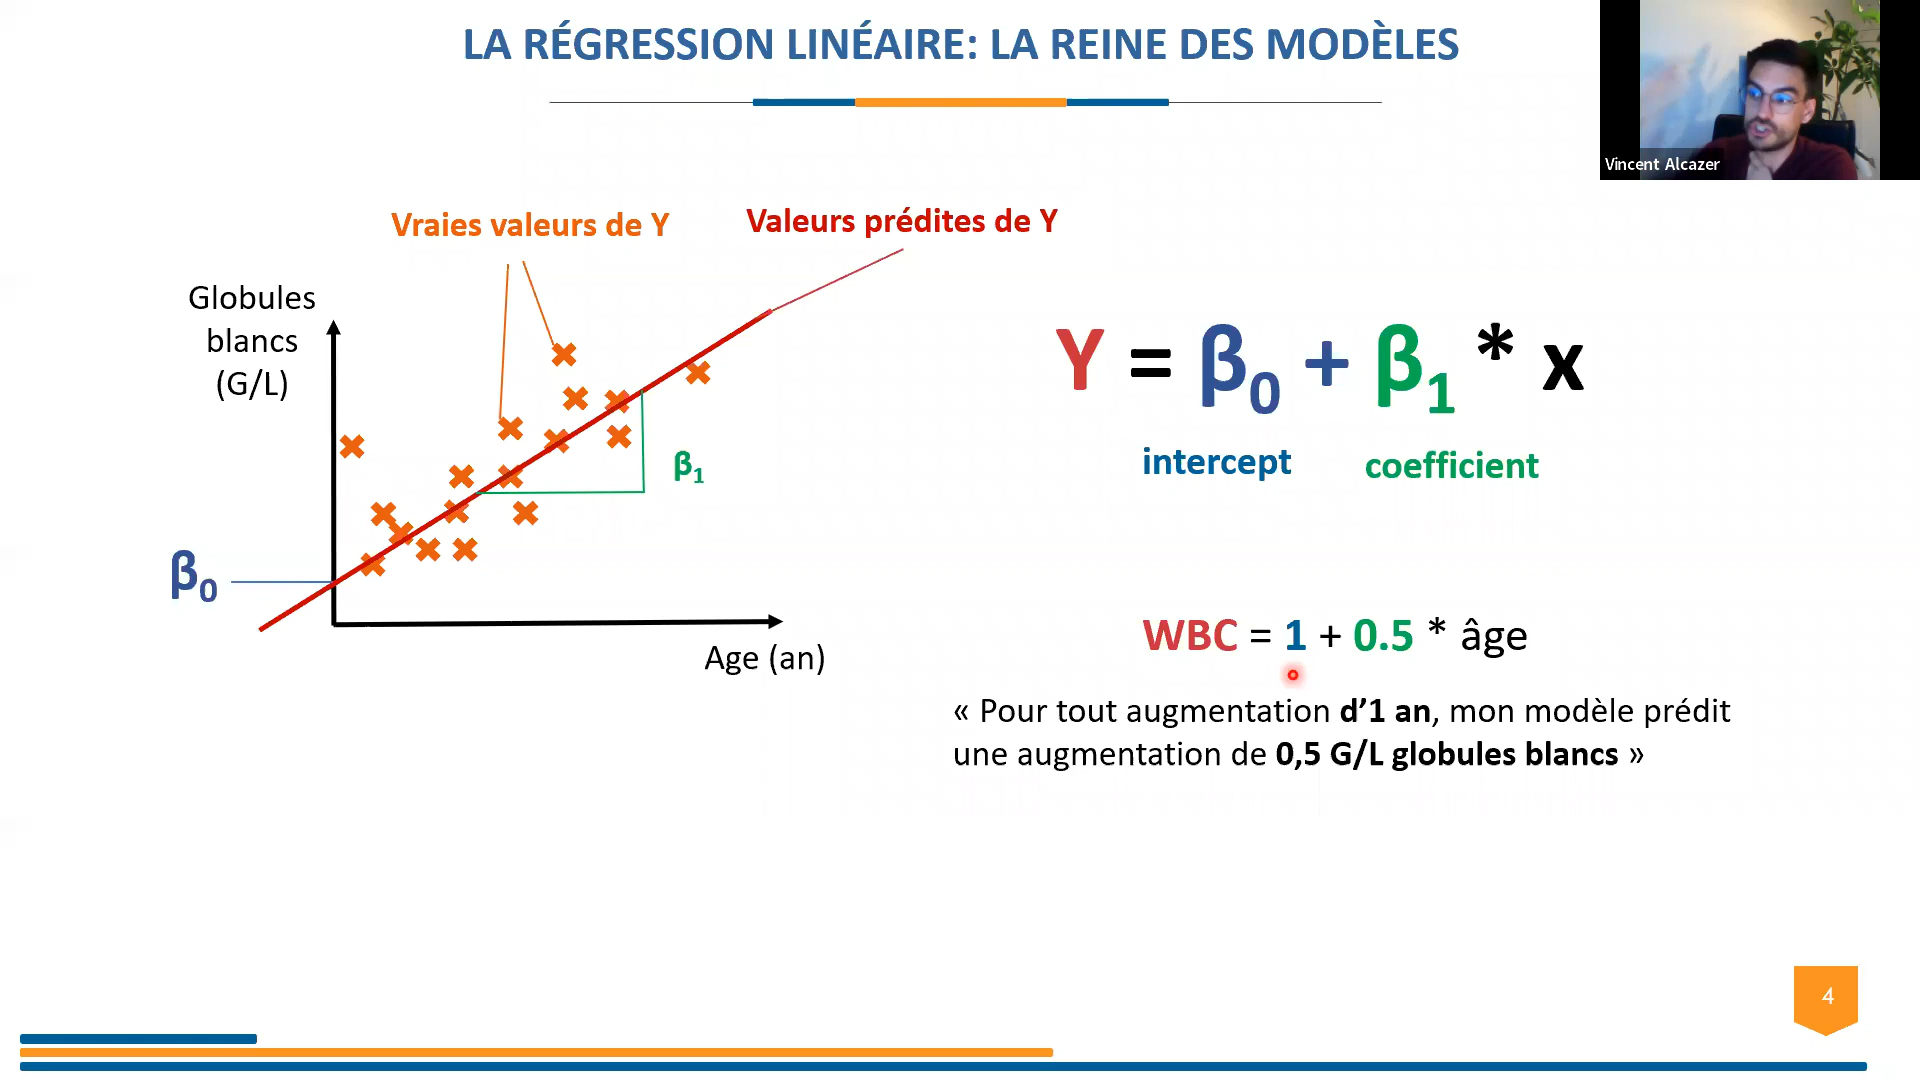 LA RÉGRESSION LINÉAIRE: LA REINE DES MODÈLES
Vincent Alcazer
Vraies valeurs de Y
Valeurs prédites de Y
Globules
blancs
(G/L)
β1
β0
Age (an)
Y = β0 + β1 * x
intercept
coefficient
WBC = 1 + 0.5 * âge
« Pour tout augmentation d’1 an, mon modèle prédit
une augmentation de 0,5 G/L globules blancs »
4